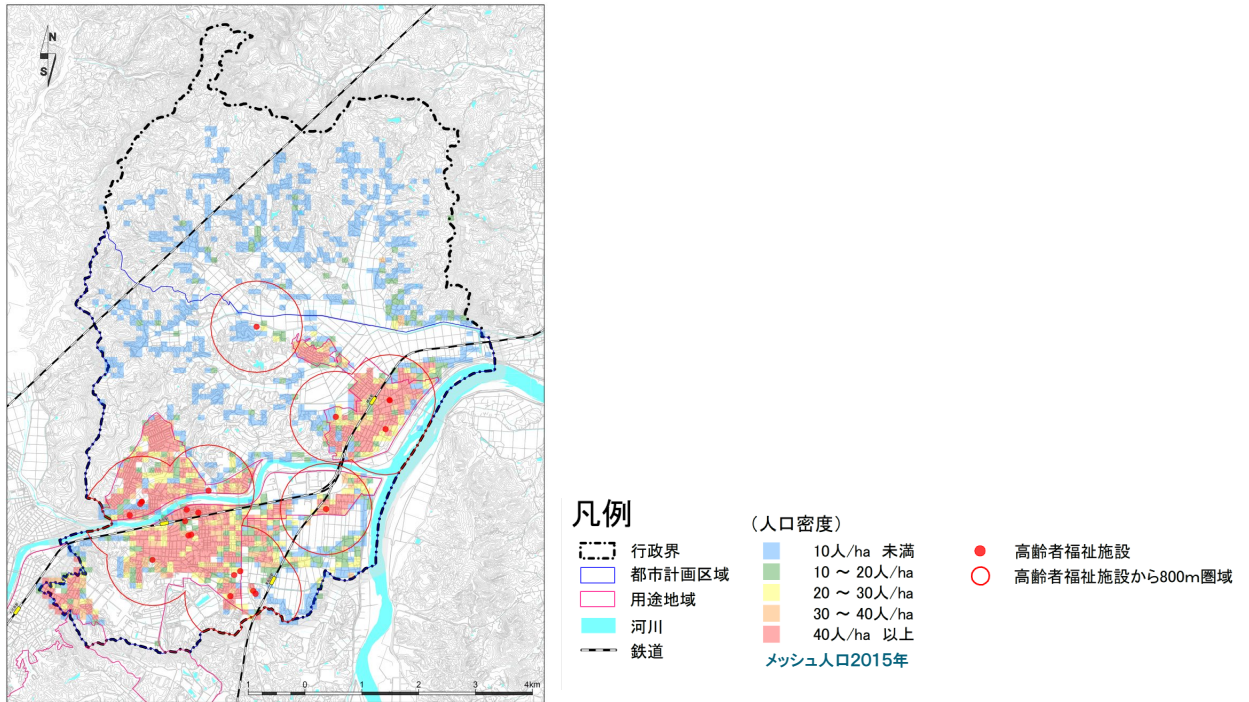 N
S
1 0 1 2 3 4km
凡例
行政界
都市計画区域
用途地域
河川
鉄道
（人口密度）
10人/ha 未満
10 ～ 20人/ha
20 ～ 30人/ha
30 ～ 40人/ha
40人/ha 以上
メッシュ人口2015年
高齢者福祉施設
高齢者福祉施設から800m圏域